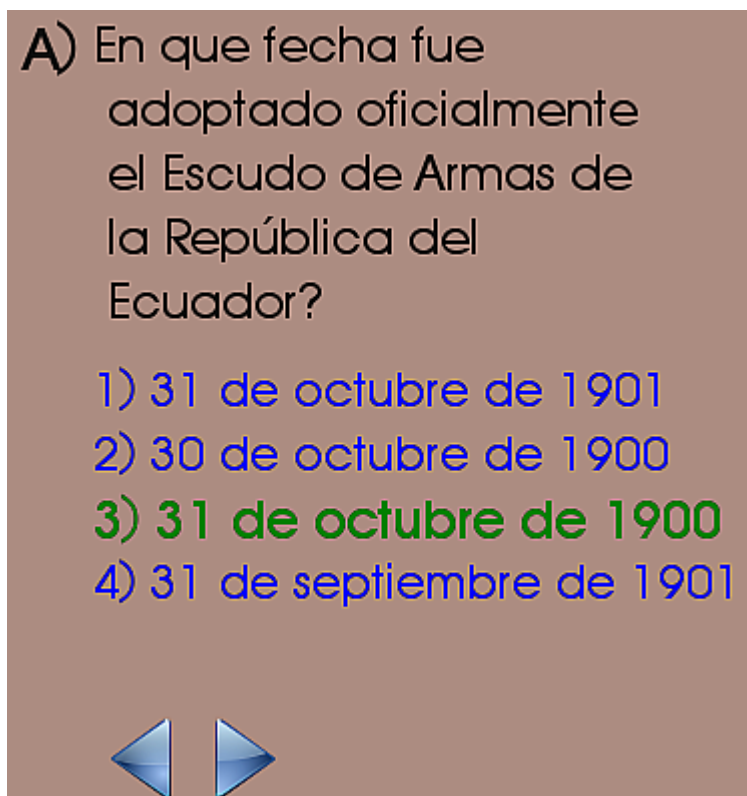 A) En que fecha fue
adoptado oficialmente
el Escudo de Armas de
la República del
Ecuador?
1) 31 de octubre de 1901
2) 30 de octubre de 1900
3) 31 de octubre de 1900
4) 31 de septiembre de 1901